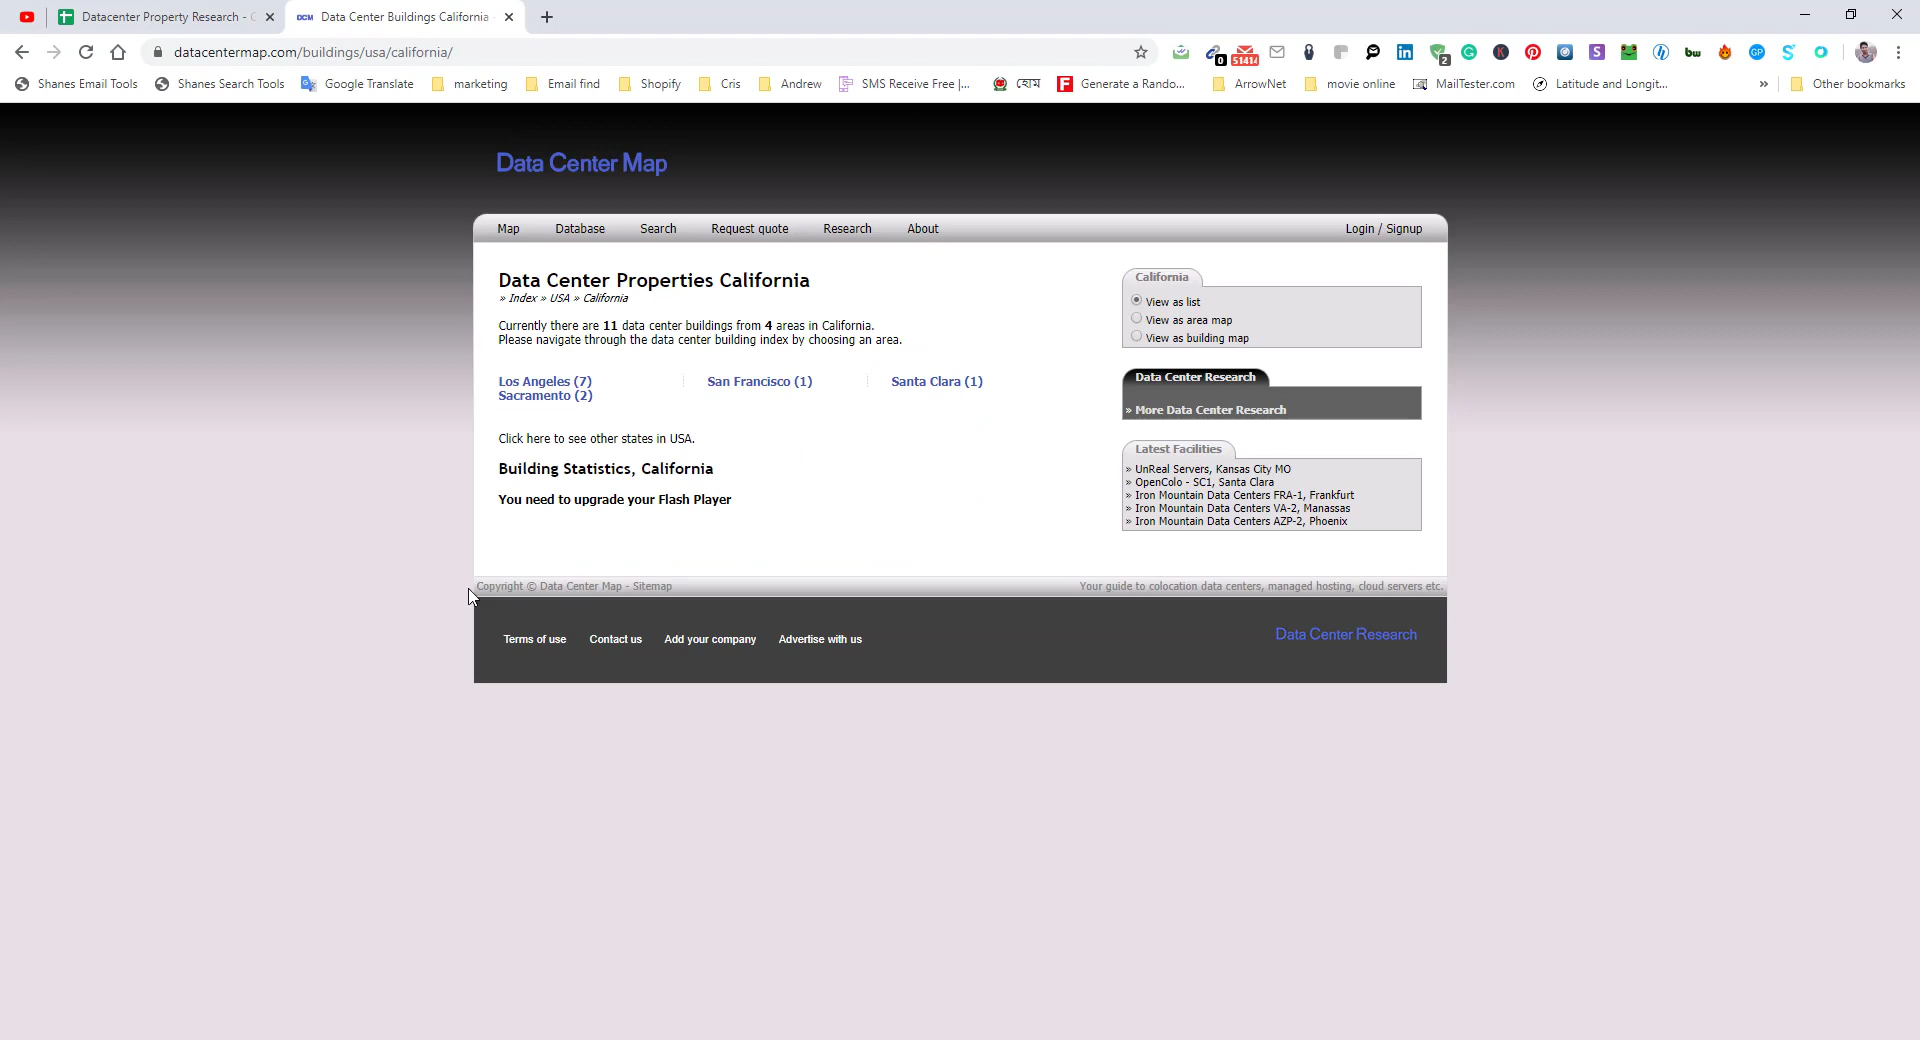 Datacenter Property Research - C
Data Center Buildings California
datacentermap.com/buildings/usa/california/
0
51414
2
GP
bw
Shanes Email Tools
Shanes Search Tools
Google Translate
marketing
Email find
Shopify
Cris
Andrew
SMS Receive Free |...
হোম
Generate a Rando...
ArrowNet
movie online
MailTester.com
Latitude and Longit...
»
Other bookmarks
Data Center Map
Map
Database
Search
Request quote
Research
About
Login / Signup
Data Center Properties California
» Index » USA » California
Currently there are 11 data center buildings from 4 areas in California.
Please navigate through the data center building index by choosing an area.
Los Angeles (7)
San Francisco (1)
Santa Clara (1)
Sacramento (2)
Click here to see other states in USA.
Building Statistics, California
You need to upgrade your Flash Player
California
View as list
View as area map
View as building map
Data Center Research
» More Data Center Research
Latest Facilities
» UnReal Servers, Kansas City MO
» OpenColo - SC1, Santa Clara
» Iron Mountain Data Centers FRA-1, Frankfurt
» Iron Mountain Data Centers VA-2, Manassas
» Iron Mountain Data Centers AZP-2, Phoenix
Copyright © Data Center Map - Sitemap
Your guide to colocation data centers, managed hosting, cloud servers etc.
Terms of use
Contact us
Add your company
Advertise with us
Data Center Research